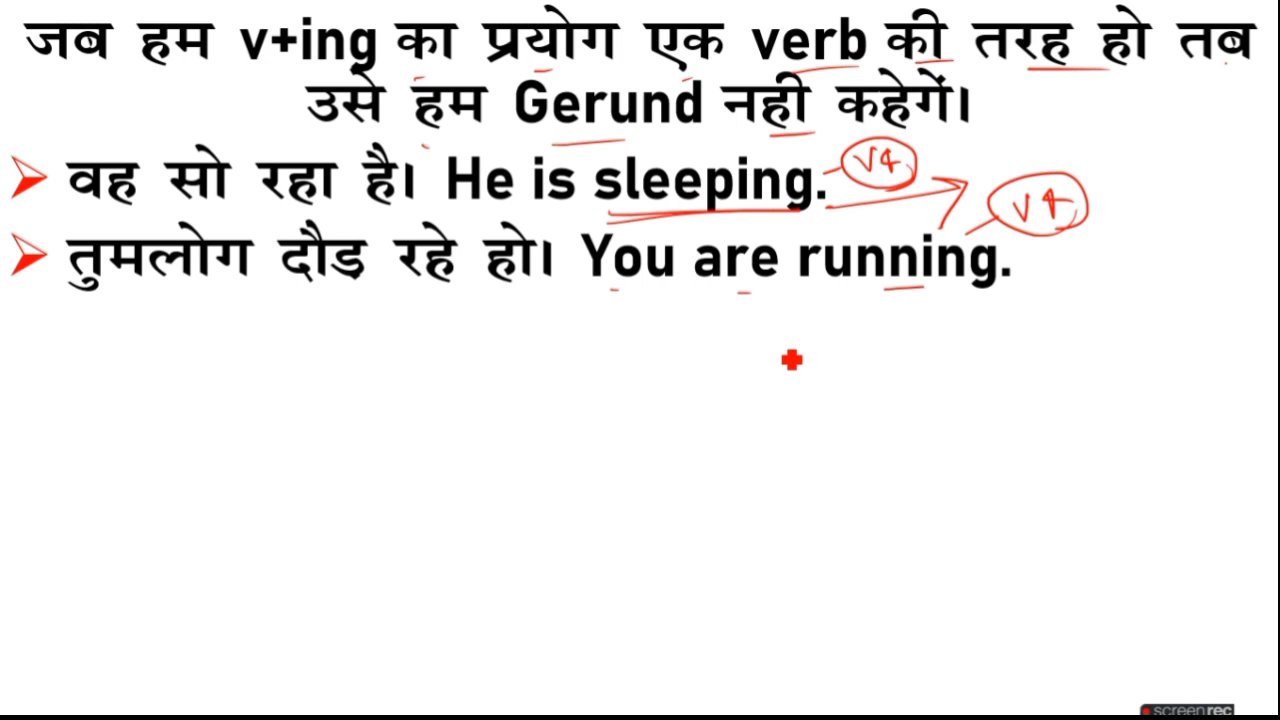 जब हम v+ing का प्रयोग एक verb की तरह हो तब
उसे हम Gerund नही कहेगें।
वह सो रहा है। He is sleeping. V4
तुमलोग दौड़ रहे हो। You are running. V4
screenrec